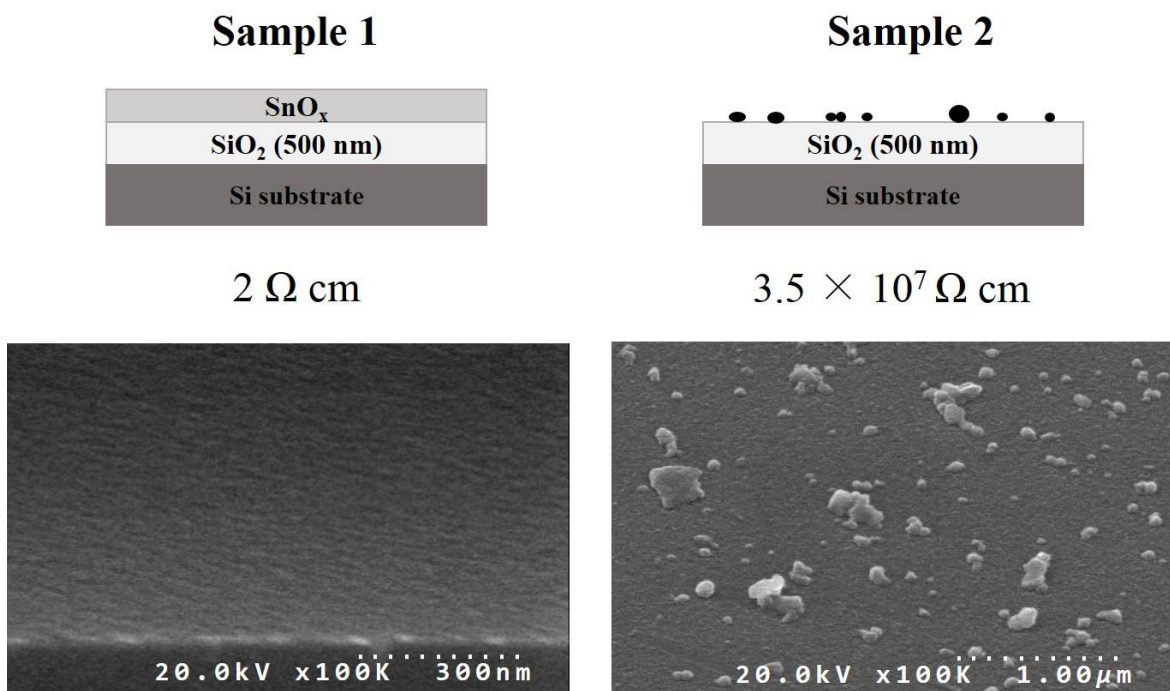 Sample 1
SnOₓ
SiO₂ (500 nm)
Si substrate
2 Ω cm
20.0kV x100K 300nm
Sample 2
SiO₂ (500 nm)
Si substrate
3.5 × 10⁷ Ω cm
20.0kV x100K 1.00μm